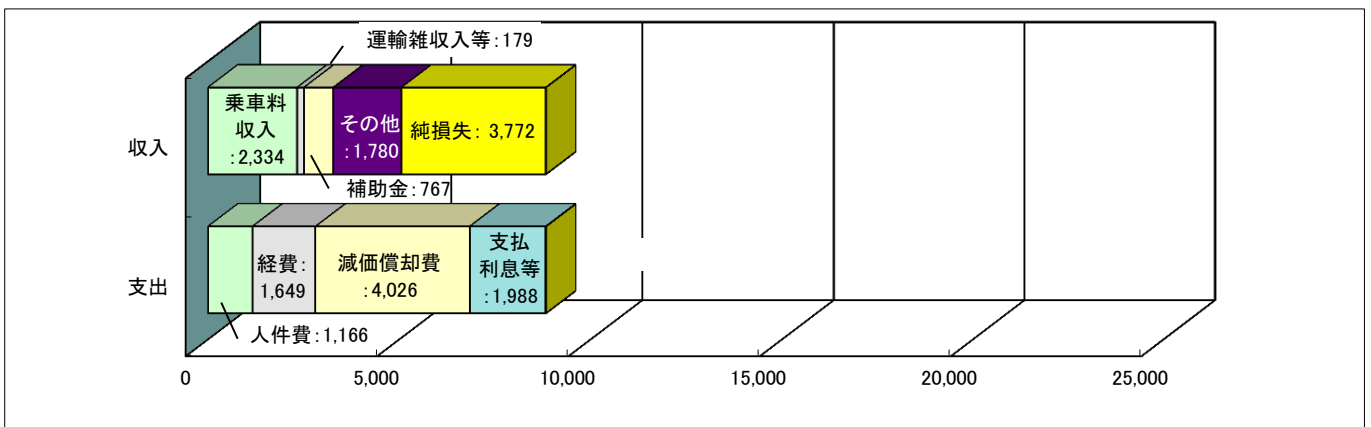 運輸雑収入等:179
収入
乗車料
収入
:2,334
その他
:1,780
純損失: 3,772
補助金:767
支出
経費:
1,649
減価償却費
:4,026
支払
利息等
:1,988
人件費:1,166
0
5,000
10,000
15,000
20,000
25,000